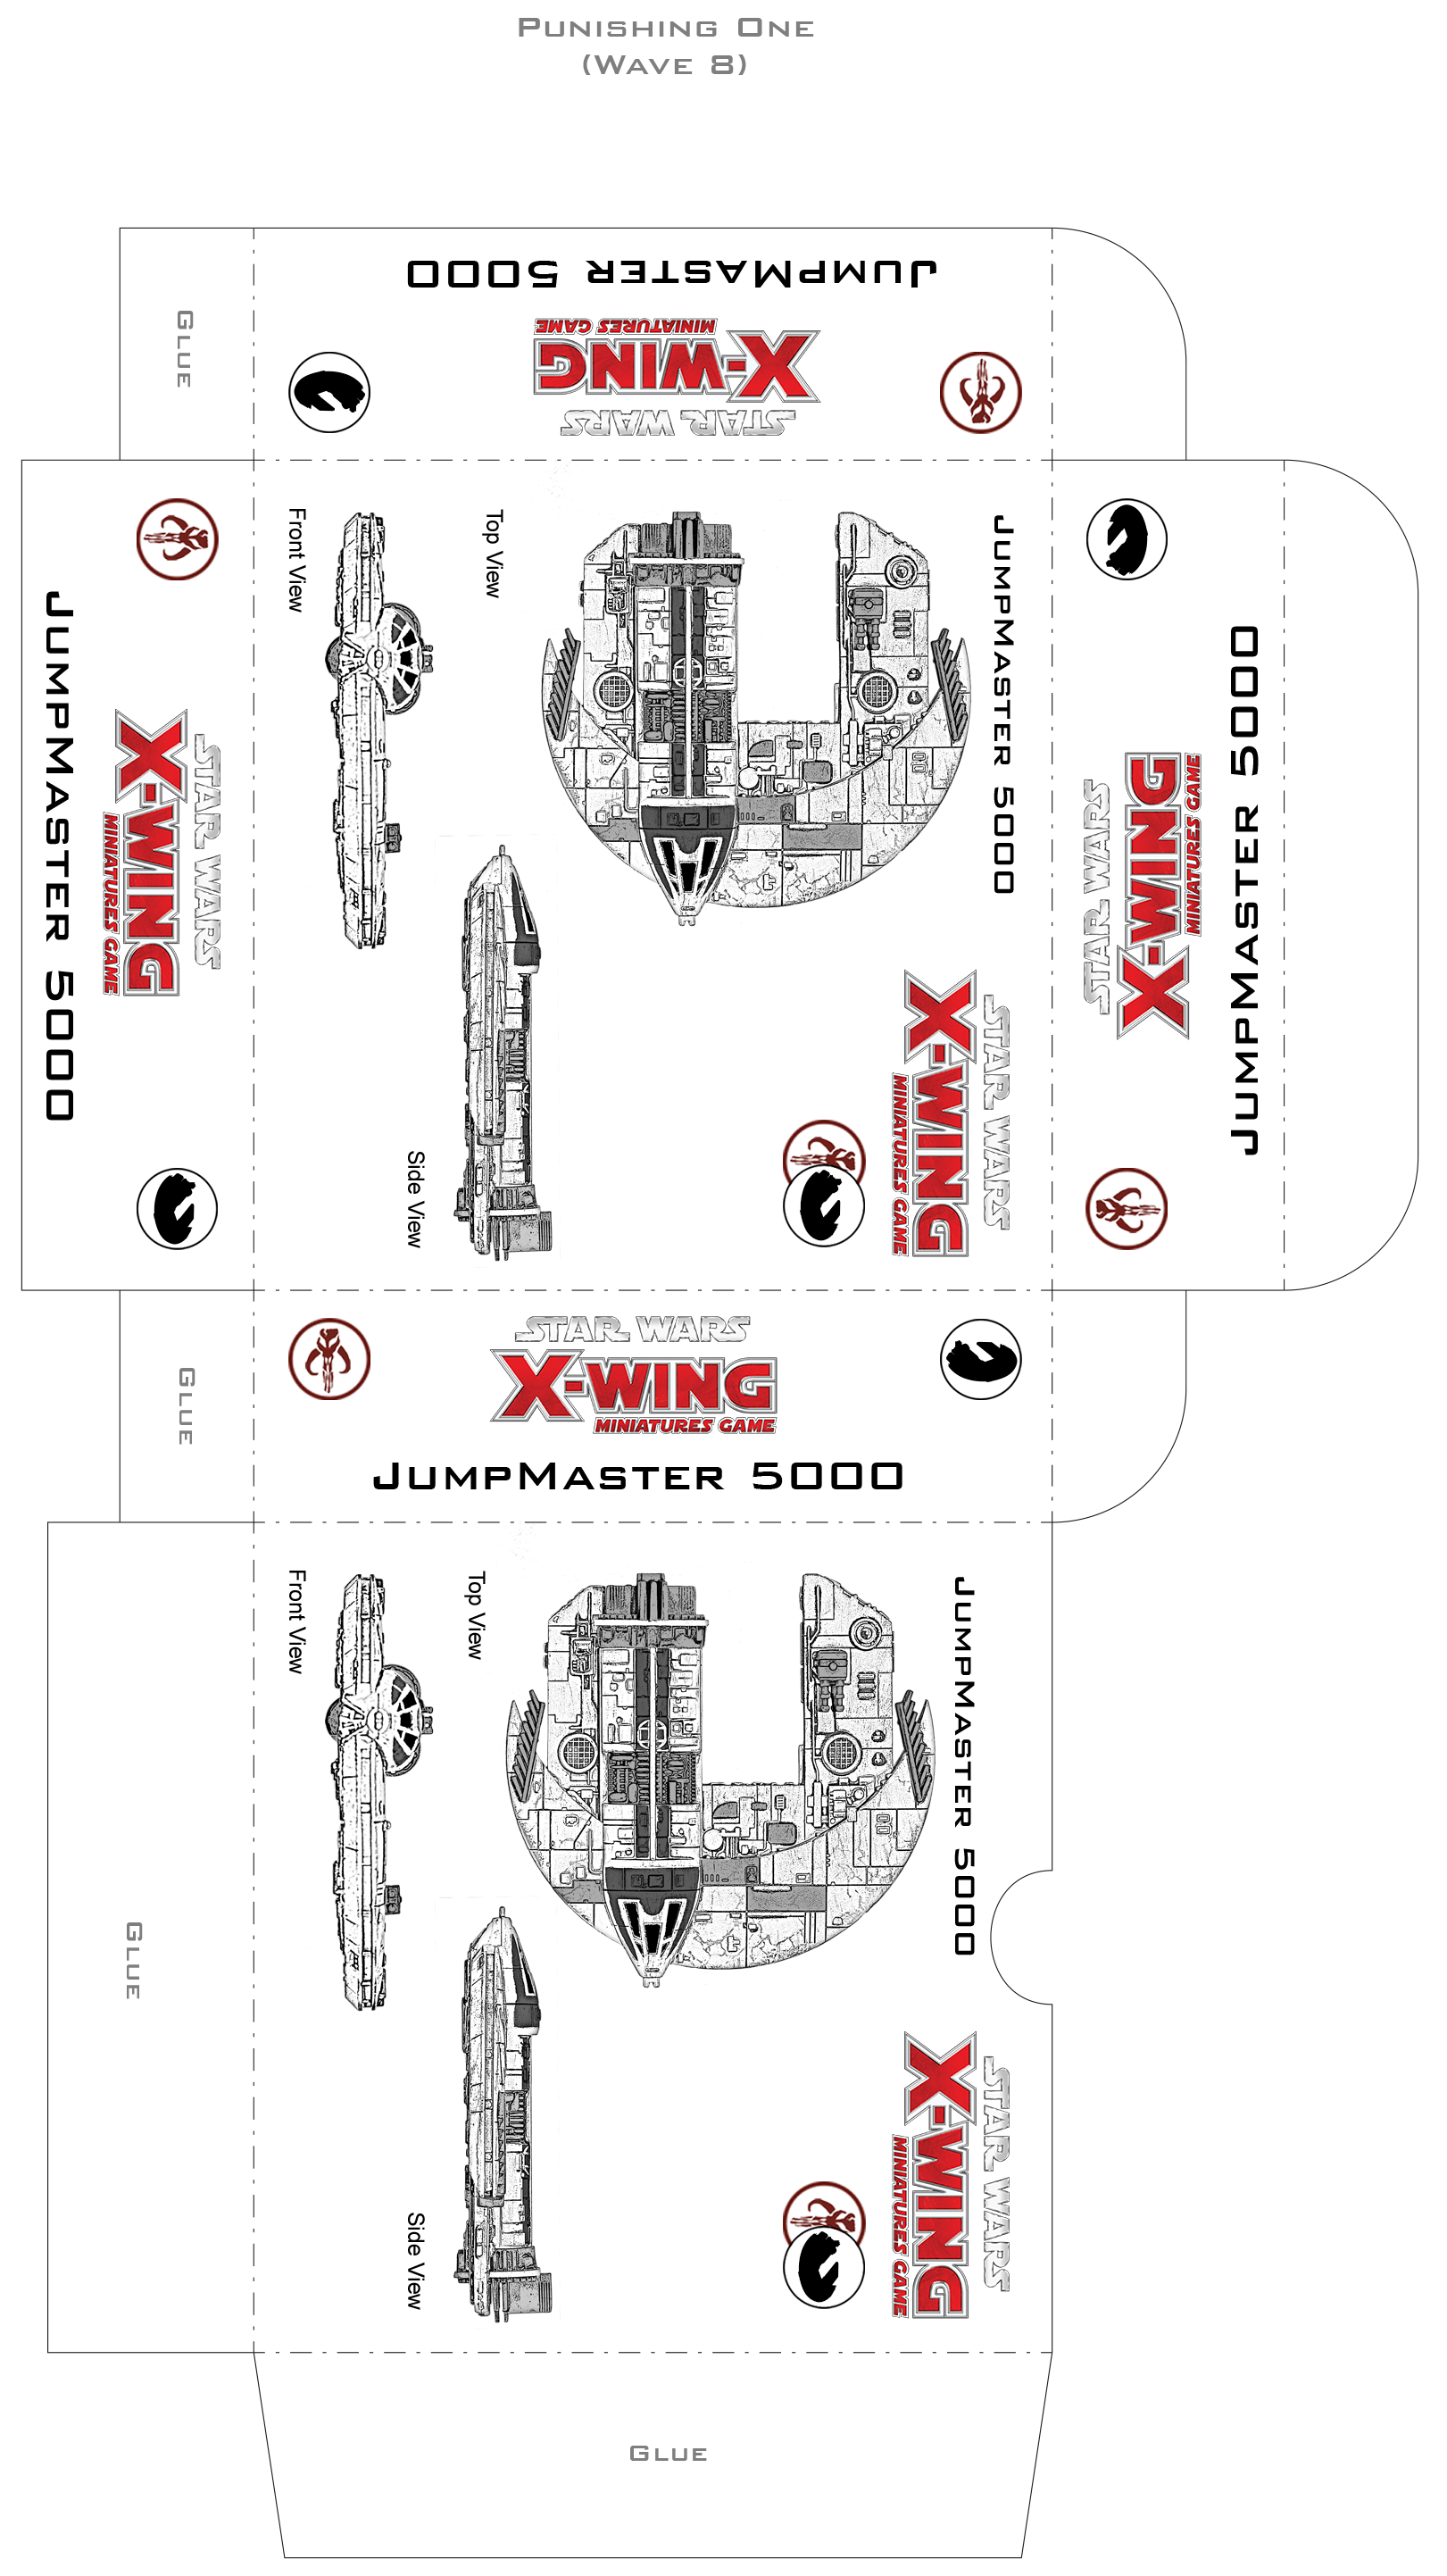 Punishing One
(Wave 8)
JumpMaster 5000
STAR WARS
X-WING
MINIATURES GAME
Glue
JumpMaster 5000
STAR WARS
X-WING
MINIATURES GAME
Front View
Top View
Side View
JumpMaster 5000
STAR WARS
X-WING
MINIATURES GAME
STAR WARS
X-WING
MINIATURES GAME
JumpMaster 5000
Glue
STAR WARS
X-WING
MINIATURES GAME
JumpMaster 5000
Glue
Front View
Top View
Side View
JumpMaster 5000
STAR WARS
X-WING
MINIATURES GAME
Glue